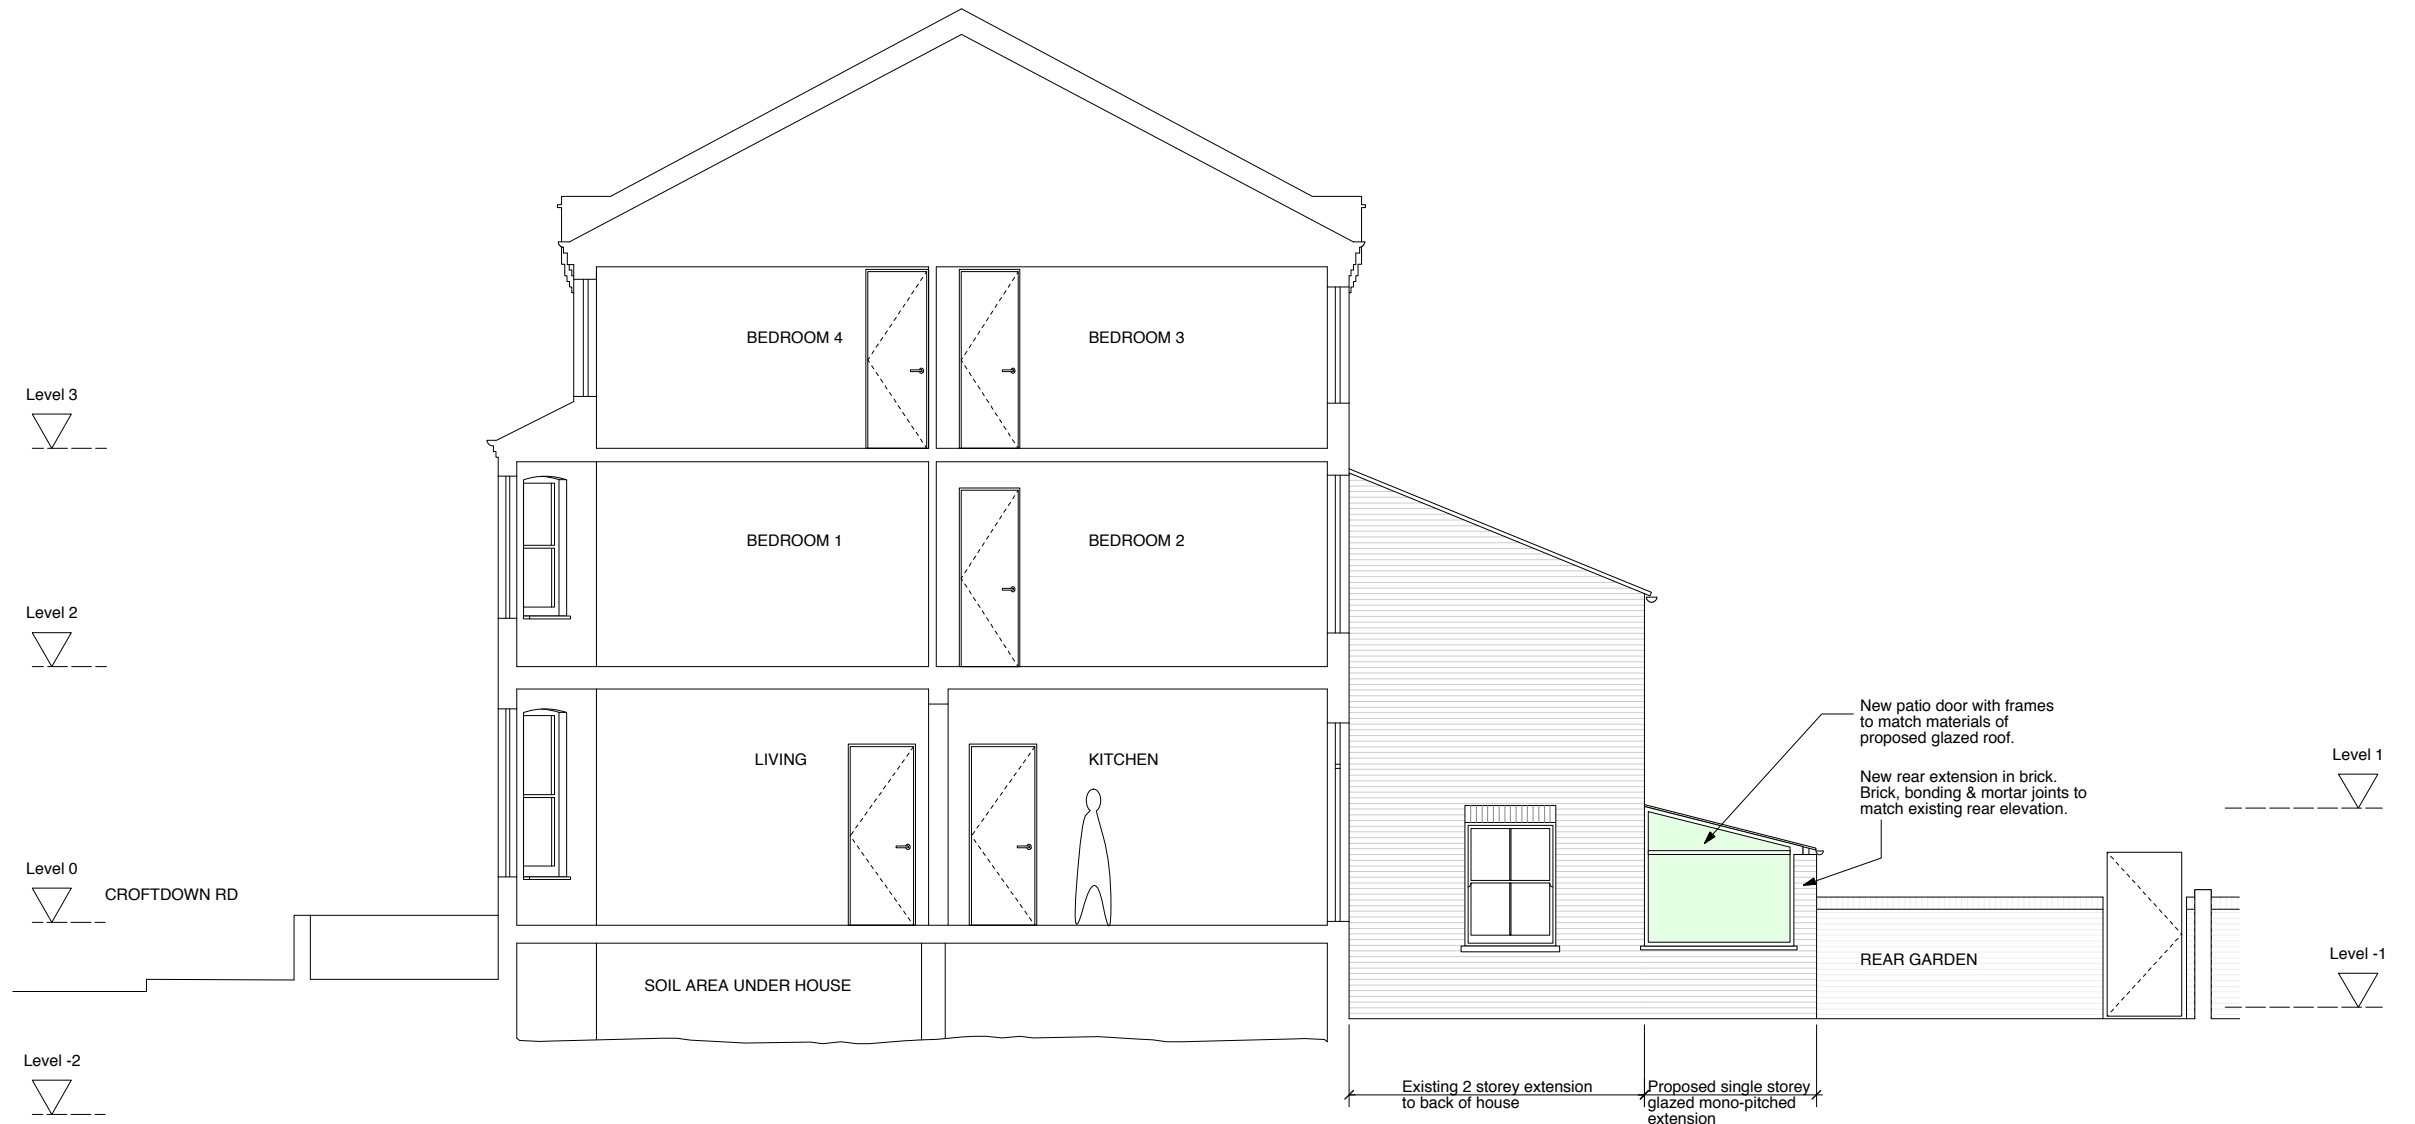 BEDROOM 4
BEDROOM 3
Level 3
BEDROOM 1
BEDROOM 2
Level 2
New patio door with frames
to match materials of
proposed glazed roof.
LIVING
KITCHEN
Level 1
New rear extension in brick.
Brick, bonding & mortar joints to
match existing rear elevation.
Level 0
CROFTDOWN RD
REAR GARDEN
Level -1
SOIL AREA UNDER HOUSE
Level -2
Existing 2 storey extension
to back of house
Proposed single storey
glazed mono-pitched
extension